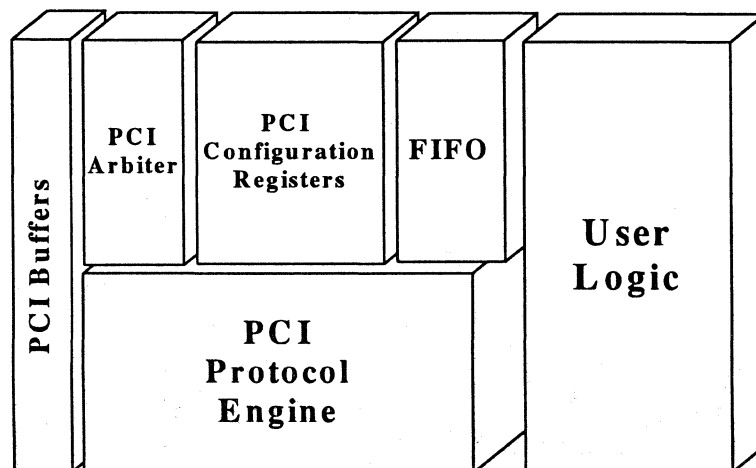 PCI Buffers
PCI
Arbiter
PCI
Configuration
Registers
FIFO
User
Logic
PCI
Protocol
Engine